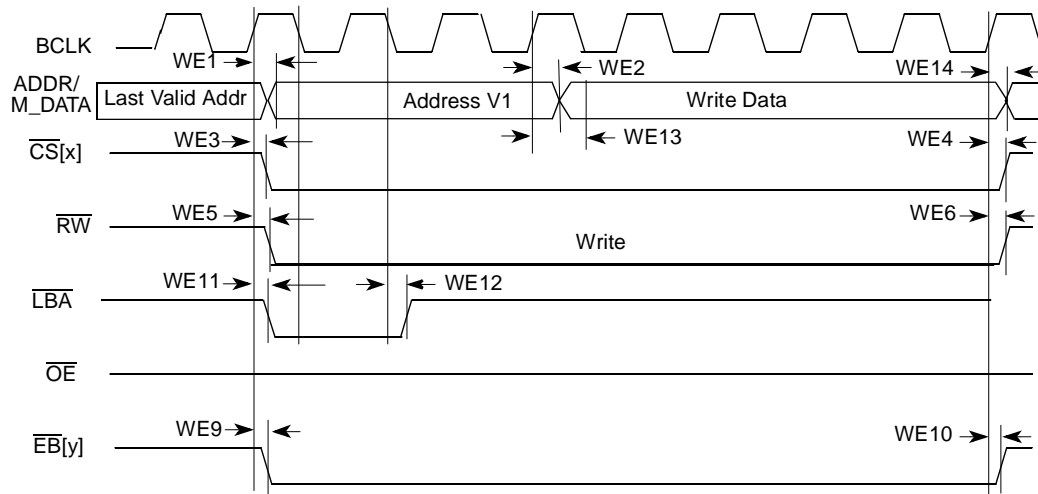 BCLK
WE1
WE2
WE14
ADDR/
M_DATA
Last Valid Addr
Address V1
Write Data
WE3
WE13
WE4
CS[x]
WE5
WE6
RW
Write
WE11
WE12
LBA
OE
WE9
WE10
EB[y]